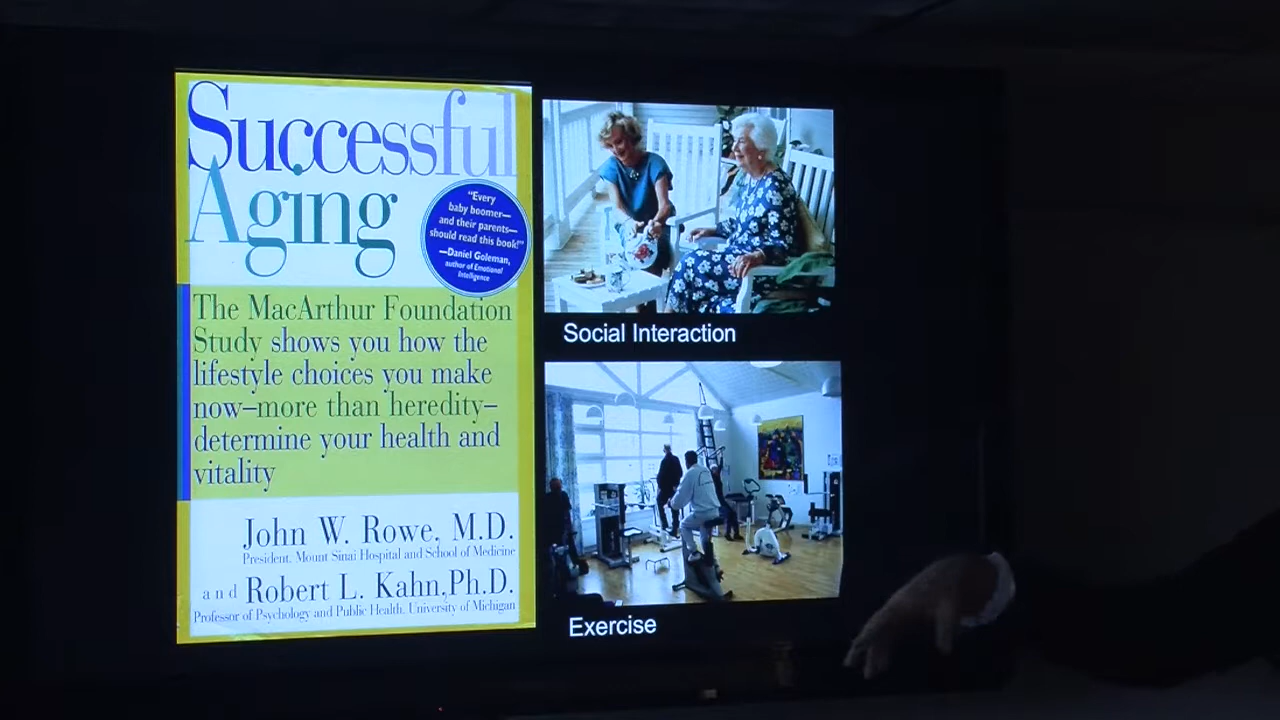 Successful
Aging
"Every
baby boomer—
and their parents—
should read this book!"
—Daniel Goleman,
author of Emotional
Intelligence
The MacArthur Foundation
Study shows you how the
lifestyle choices you make
now—more than heredity—
determine your health and
vitality
John W. Rowe, M.D.
President, Mount Sinai Hospital and School of Medicine
and Robert L. Kahn, Ph.D.
Professor of Psychology and Public Health, University of Michigan
Social Interaction
Exercise